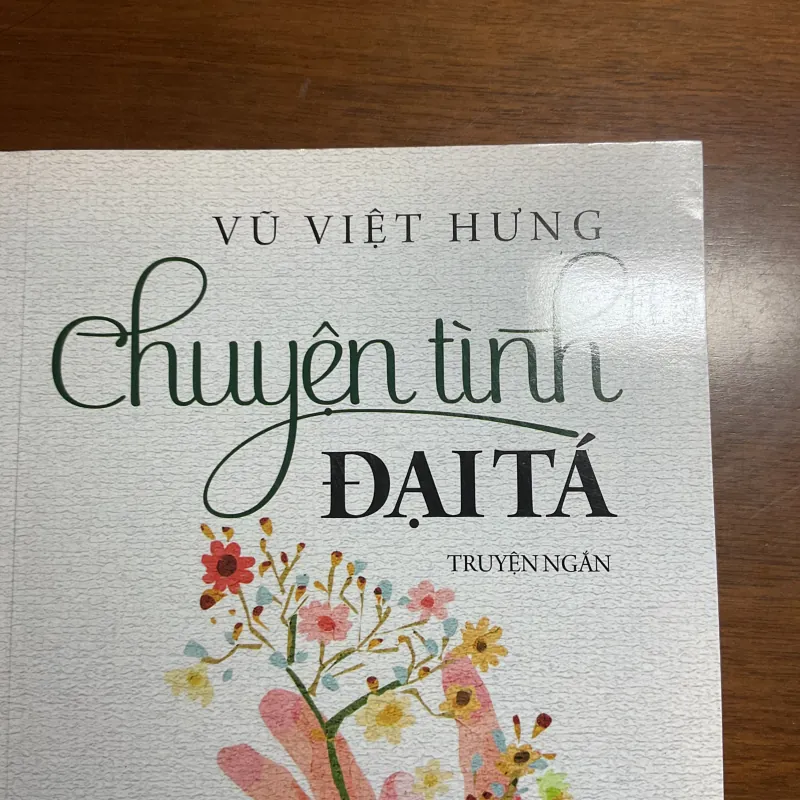 VŨ VIỆT HƯNG
Chuyện tình
ĐẠI TÁ
TRUYỆN NGẮN